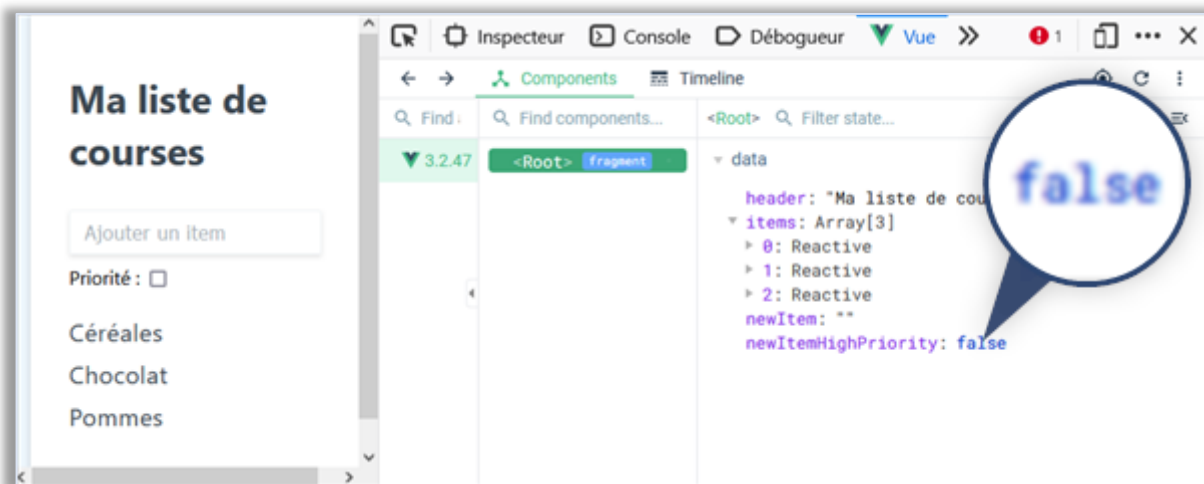 Ma liste de
courses
Ajouter un item
Priorité :
Céréales
Chocolat
Pommes
Inspecteur Console Débogueur Vue 1
Components Timeline
Find Find components... <Root> Filter state...
3.2.47 <Root> fragment
data
header: "Ma liste de cou
items: Array[3]
0: Reactive
1: Reactive
2: Reactive
newItem: ""
newItemHighPriority: false
false